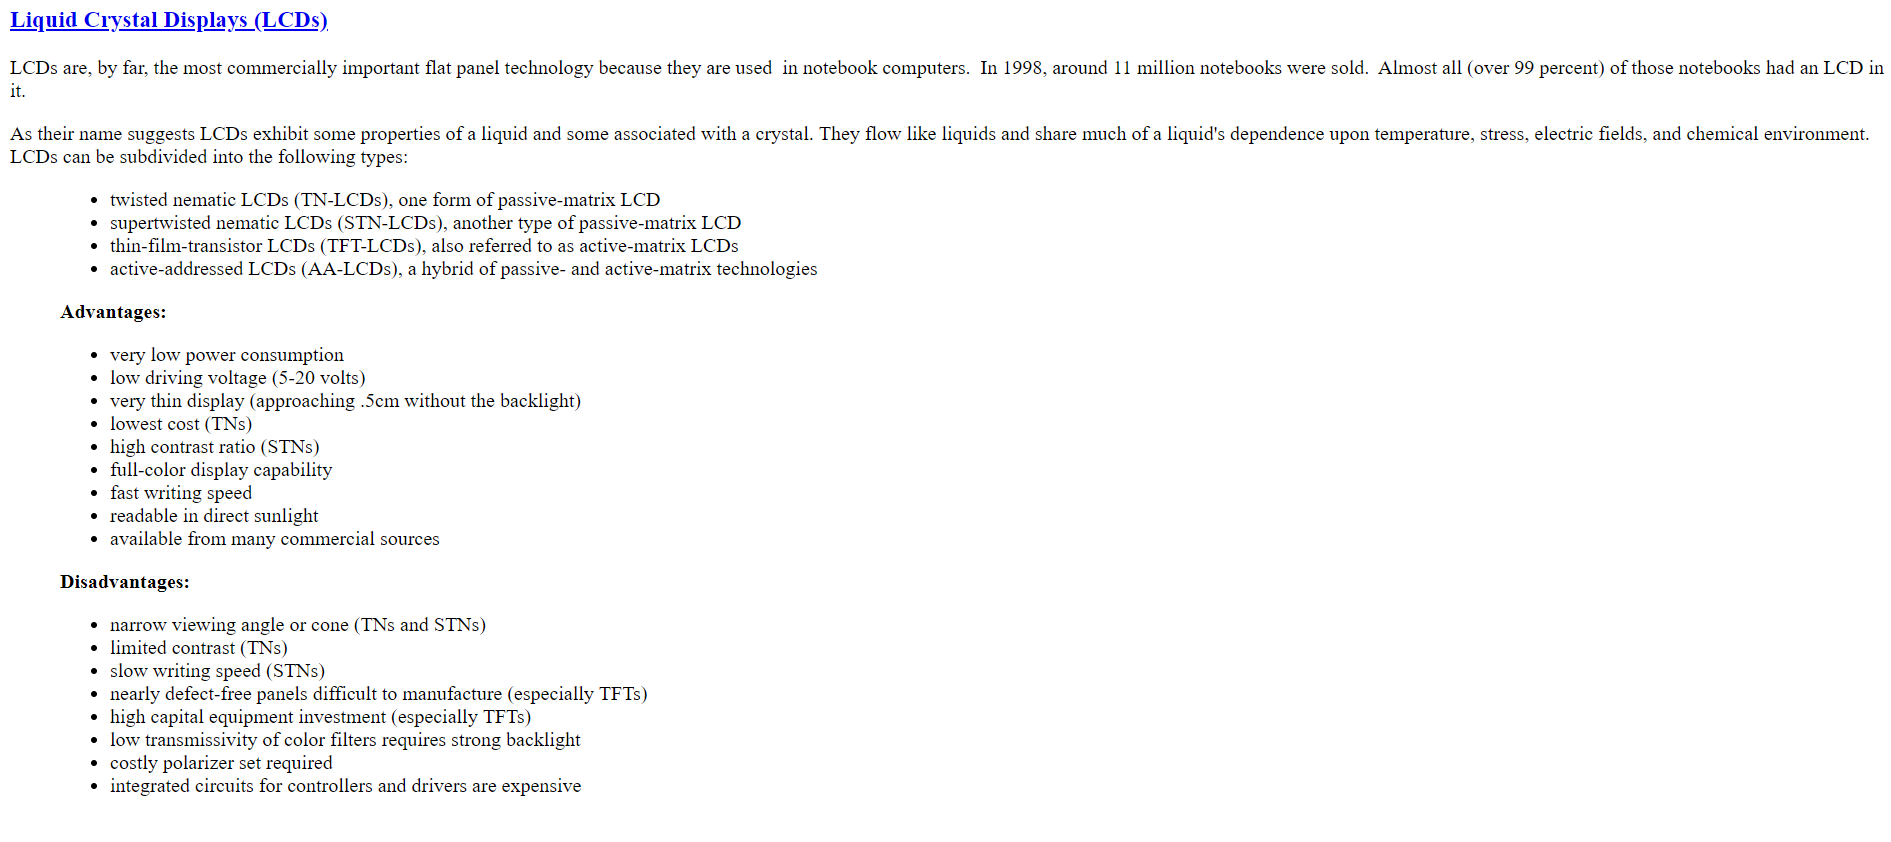 Liquid Crystal Displays (LCDs)
LCDs are, by far, the most commercially important flat panel technology because they are used  in notebook computers.  In 1998, around 11 million notebooks were sold.  Almost all (over 99 percent) of those notebooks had an LCD in
it.
As their name suggests LCDs exhibit some properties of a liquid and some associated with a crystal. They flow like liquids and share much of a liquid's dependence upon temperature, stress, electric fields, and chemical environment.
LCDs can be subdivided into the following types:
• twisted nematic LCDs (TN-LCDs), one form of passive-matrix LCD
• supertwisted nematic LCDs (STN-LCDs), another type of passive-matrix LCD
• thin-film-transistor LCDs (TFT-LCDs), also referred to as active-matrix LCDs
• active-addressed LCDs (AA-LCDs), a hybrid of passive- and active-matrix technologies
Advantages:
• very low power consumption
• low driving voltage (5-20 volts)
• very thin display (approaching .5cm without the backlight)
• lowest cost (TNs)
• high contrast ratio (STNs)
• full-color display capability
• fast writing speed
• readable in direct sunlight
• available from many commercial sources
Disadvantages:
• narrow viewing angle or cone (TNs and STNs)
• limited contrast (TNs)
• slow writing speed (STNs)
• nearly defect-free panels difficult to manufacture (especially TFTs)
• high capital equipment investment (especially TFTs)
• low transmissivity of color filters requires strong backlight
• costly polarizer set required
• integrated circuits for controllers and drivers are expensive